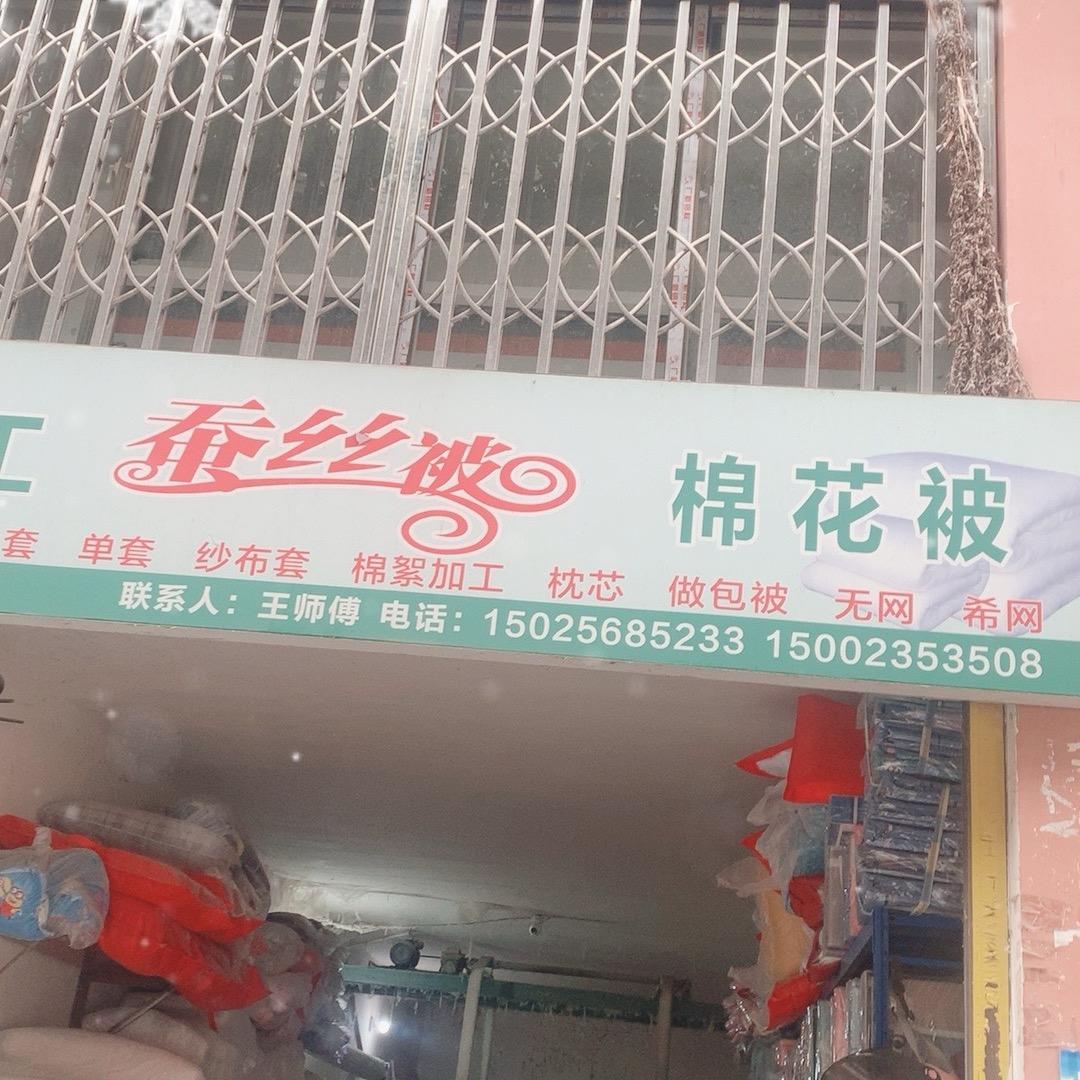 工 蚕丝被 棉花被
套 单套 纱布套 棉絮加工 枕芯 做包被 无网 希网
联系人：王师傅 电话：15025685233 15002353508